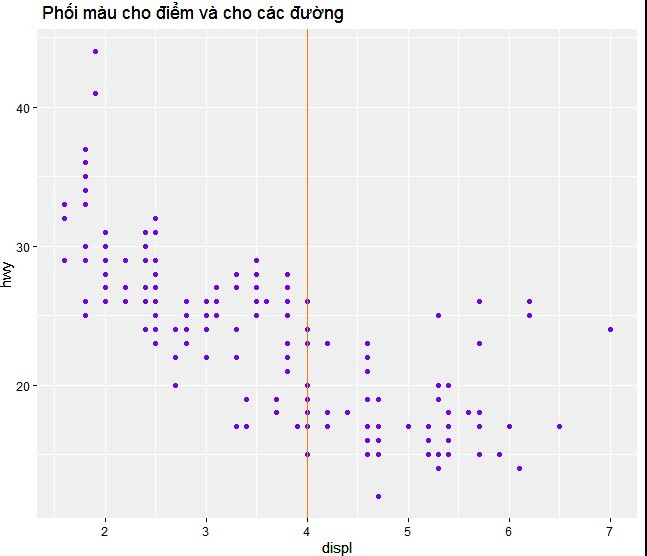 Phối màu cho điểm và cho các đường
hwy
40
30
20
2 3 4 5 6 7
displ